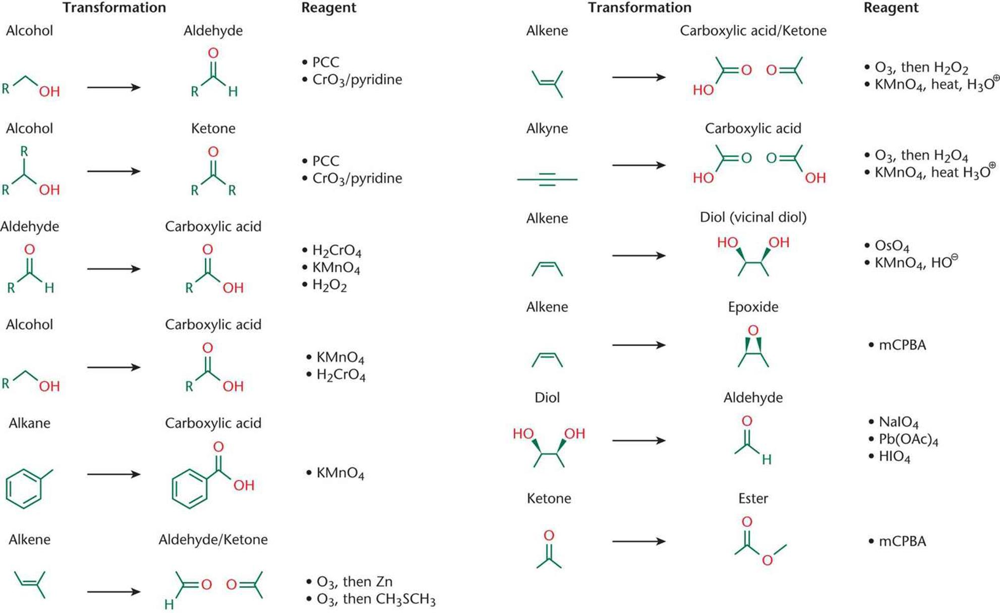 Transformation Reagent
Alcohol Aldehyde
O
R OH R H
• PCC
• CrO3/pyridine
Alcohol Ketone
R O
R OH R R
• PCC
• CrO3/pyridine
Aldehyde Carboxylic acid
O O
R H R OH
• H2CrO4
• KMnO4
• H2O2
Alcohol Carboxylic acid
O
R OH R OH
• KMnO4
• H2CrO4
Alkane Carboxylic acid
O
OH
• KMnO4
Alkene Aldehyde/Ketone
O O
H
• O3, then Zn
• O3, then CH3SCH3
Transformation Reagent
Alkene Carboxylic acid/Ketone
O O
HO
• O3, then H2O2
• KMnO4, heat, H3O⊕
Alkyne Carboxylic acid
O O
HO OH
• O3, then H2O4
• KMnO4, heat H3O⊕
Alkene Diol (vicinal diol)
HO OH
• OsO4
• KMnO4, HO⊖
Alkene Epoxide
O
• mCPBA
Diol Aldehyde
HO OH O
H
• NaIO4
• Pb(OAc)4
• HIO4
Ketone Ester
O O
O
• mCPBA